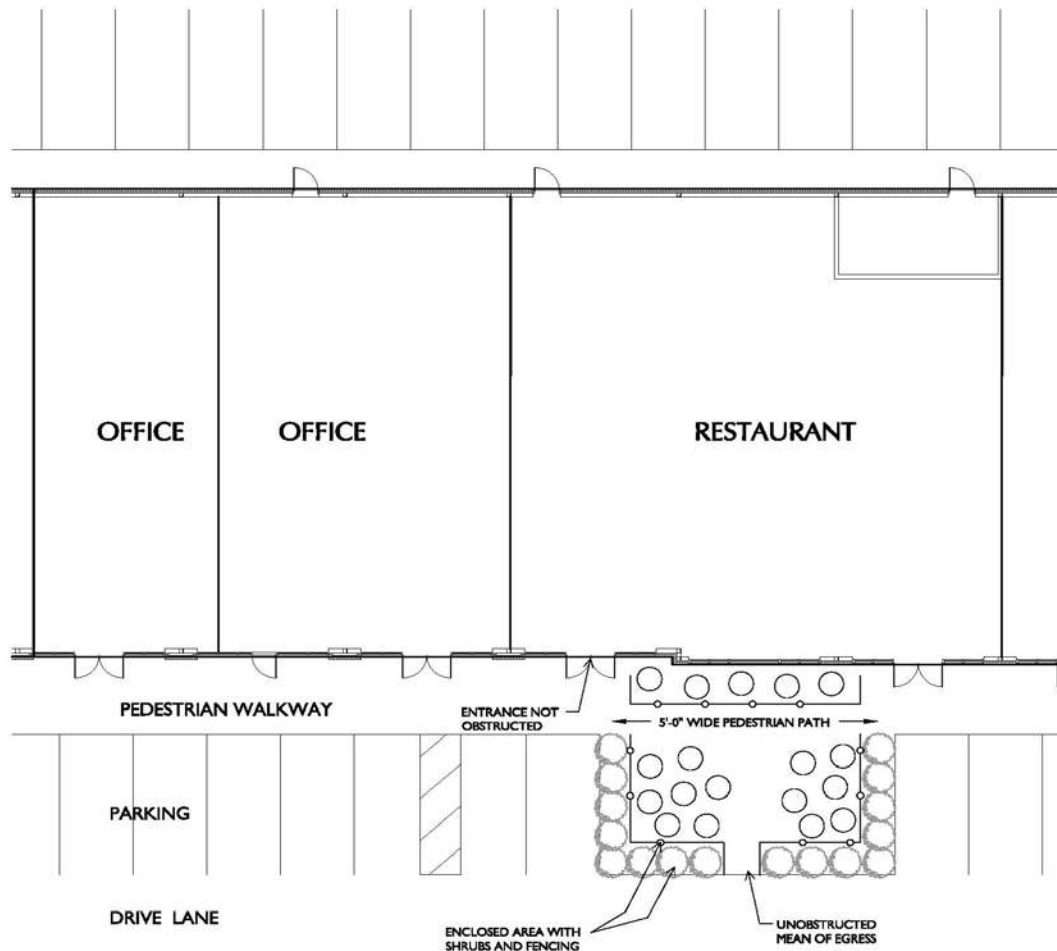 OFFICE
OFFICE
RESTAURANT
PEDESTRIAN WALKWAY
ENTRANCE NOT
OBSTRUCTED
5'-0" WIDE PEDESTRIAN PATH
PARKING
DRIVE LANE
ENCLOSED AREA WITH
SHRUBS AND FENCING
UNOBSTRUCTED
MEAN OF EGRESS